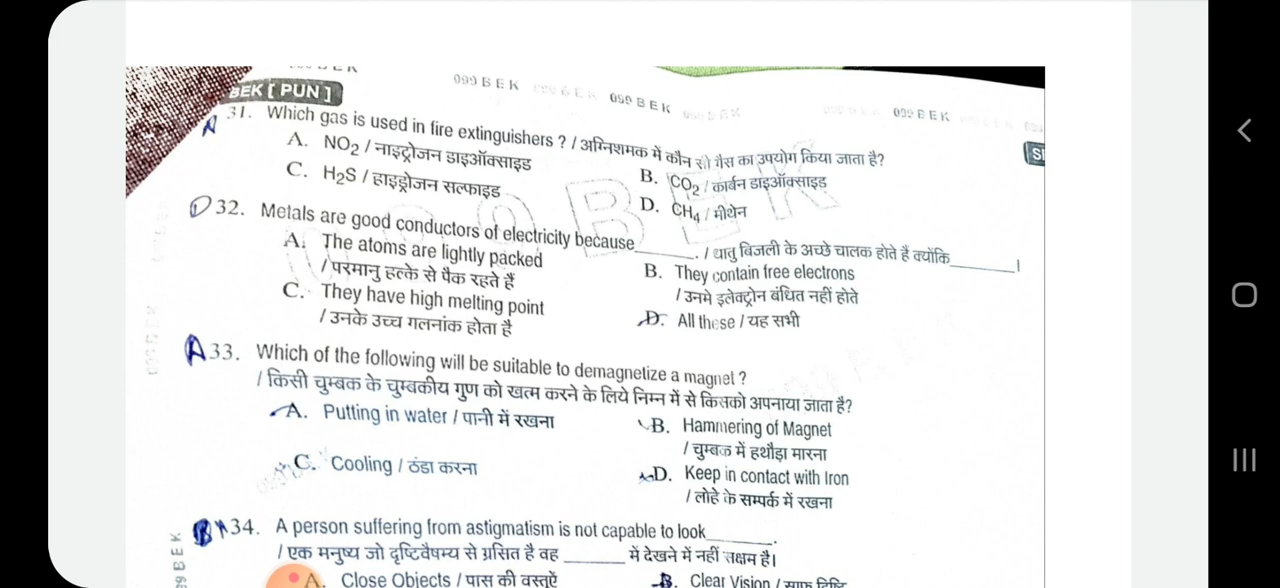 099 BEK 099 BEK 099 BEK
BEK [ PUN ]
A 31. Which gas is used in fire extinguishers ? / अग्निशमक में कौन सी गैस का उपयोग किया जाता है?
A. NO₂ / नाइट्रोजन डाइऑक्साइड
B. CO₂ / कार्बन डाइऑक्साइड
C. H₂S / हाइड्रोजन सल्फाइड
D. CH₄ / मीथेन
D 32. Metals are good conductors of electricity because ______. / धातु बिजली के अच्छे चालक होते हैं क्योंकि ______|
A. The atoms are lightly packed
/ परमानु हल्के से पैक रहते हैं
B. They contain free electrons
/ उनमे इलेक्ट्रोन बंधित नहीं होते
C. They have high melting point
/ उनके उच्च गलनांक होता है
D. All these / यह सभी
A 33. Which of the following will be suitable to demagnetize a magnet ?
/ किसी चुम्बक के चुम्बकीय गुण को खत्म करने के लिये निम्न में से किसको अपनाया जाता है?
A. Putting in water / पानी में रखना
B. Hammering of Magnet
/ चुम्बक में हथौड़ा मारना
C. Cooling / ठंडा करना
D. Keep in contact with Iron
/ लोहे के सम्पर्क में रखना
34. A person suffering from astigmatism is not capable to look ______.
/ एक मनुष्य जो दृष्टिवैषम्य से ग्रसित है वह ______ में देखने में नहीं सक्षम है।
A. Close Objects / पास की वस्तुऐं
B. Clear Vision /